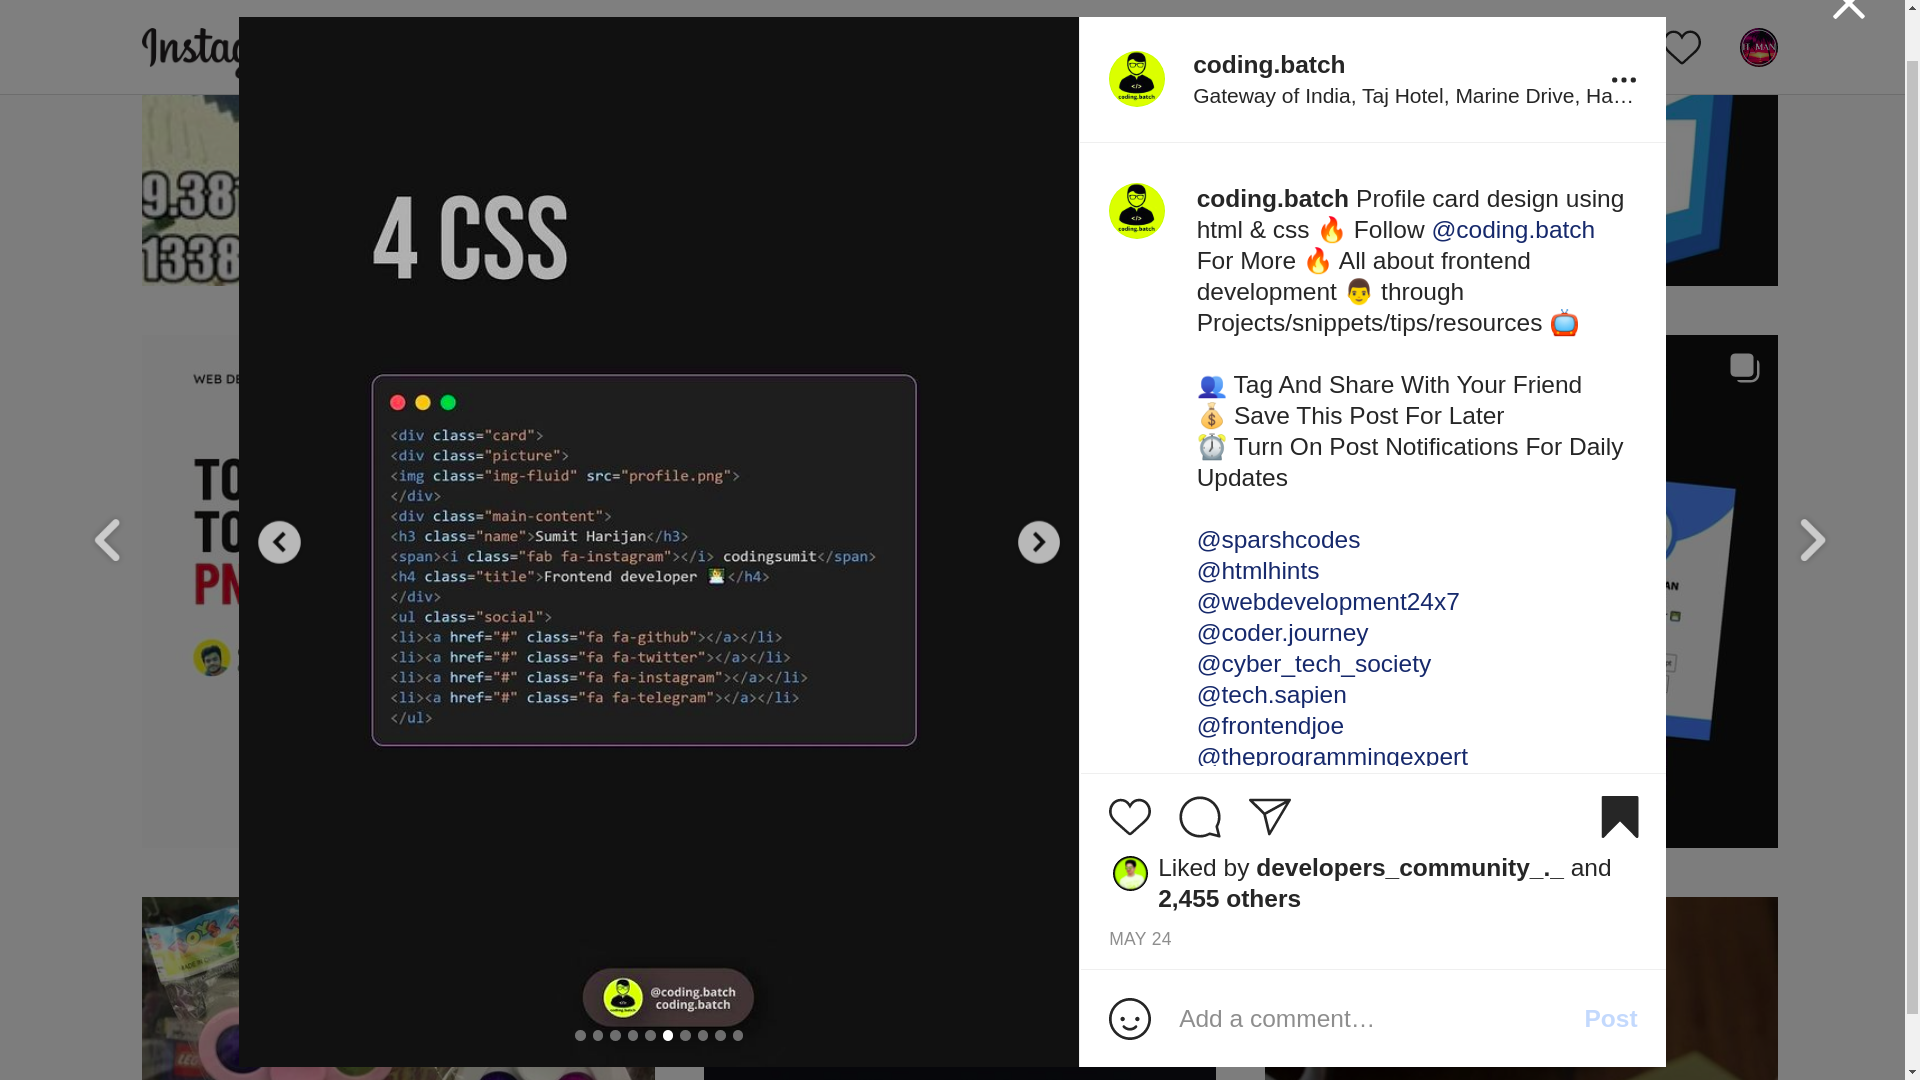 Instag
coding.batch
Gateway of India, Taj Hotel, Marine Drive, Ha…
9.381
1338
4 CSS
<div class="card">
<div class="picture">
<img class="img-fluid" src="profile.png">
</div>
<div class="main-content">
<h3 class="name">Sumit Harijan</h3>
<span><i class="fab fa-instagram"></i> codingsumit</span>
<h4 class="title">Frontend developer 👨‍💻</h4>
</div>
<ul class="social">
<li><a href="#" class="fa fa-github"></a></li>
<li><a href="#" class="fa fa-twitter"></a></li>
<li><a href="#" class="fa fa-instagram"></a></li>
<li><a href="#" class="fa fa-telegram"></a></li>
</ul>
@coding.batch
coding.batch
WEB DE
TO
TO
PN
coding.batch Profile card design using
html & css 🔥 Follow @coding.batch
For More 🔥 All about frontend
development 👨 through
Projects/snippets/tips/resources 📺
👥 Tag And Share With Your Friend
💰 Save This Post For Later
⏰ Turn On Post Notifications For Daily
Updates
@sparshcodes
@htmlhints
@webdevelopment24x7
@coder.journey
@cyber_tech_society
@tech.sapien
@frontendjoe
@theprogrammingexpert
Liked by developers_community_._ and
2,455 others
MAY 24
Add a comment…
Post